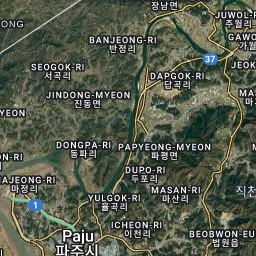 장남면
JUWOL-R
주월리
ONG
BANJEONG-RI
반정리
GAW
가월
37
SEOGOK-RI
서곡리
DAPGOK-RI
답곡리
JEOK
JINDONG-MYEON
진동면
MA
YEON
DONGPA-RI
동파리
PAPYEONG-MYEON
파평면
RI
DUPO-RI
두포리
AJEONG-RI
마정리
MASAN-RI
마산리
1
YULGOK-RI
율곡리
ICHEON-RI
이천리
Paju
파주시
BEOBWON-EU
법원읍